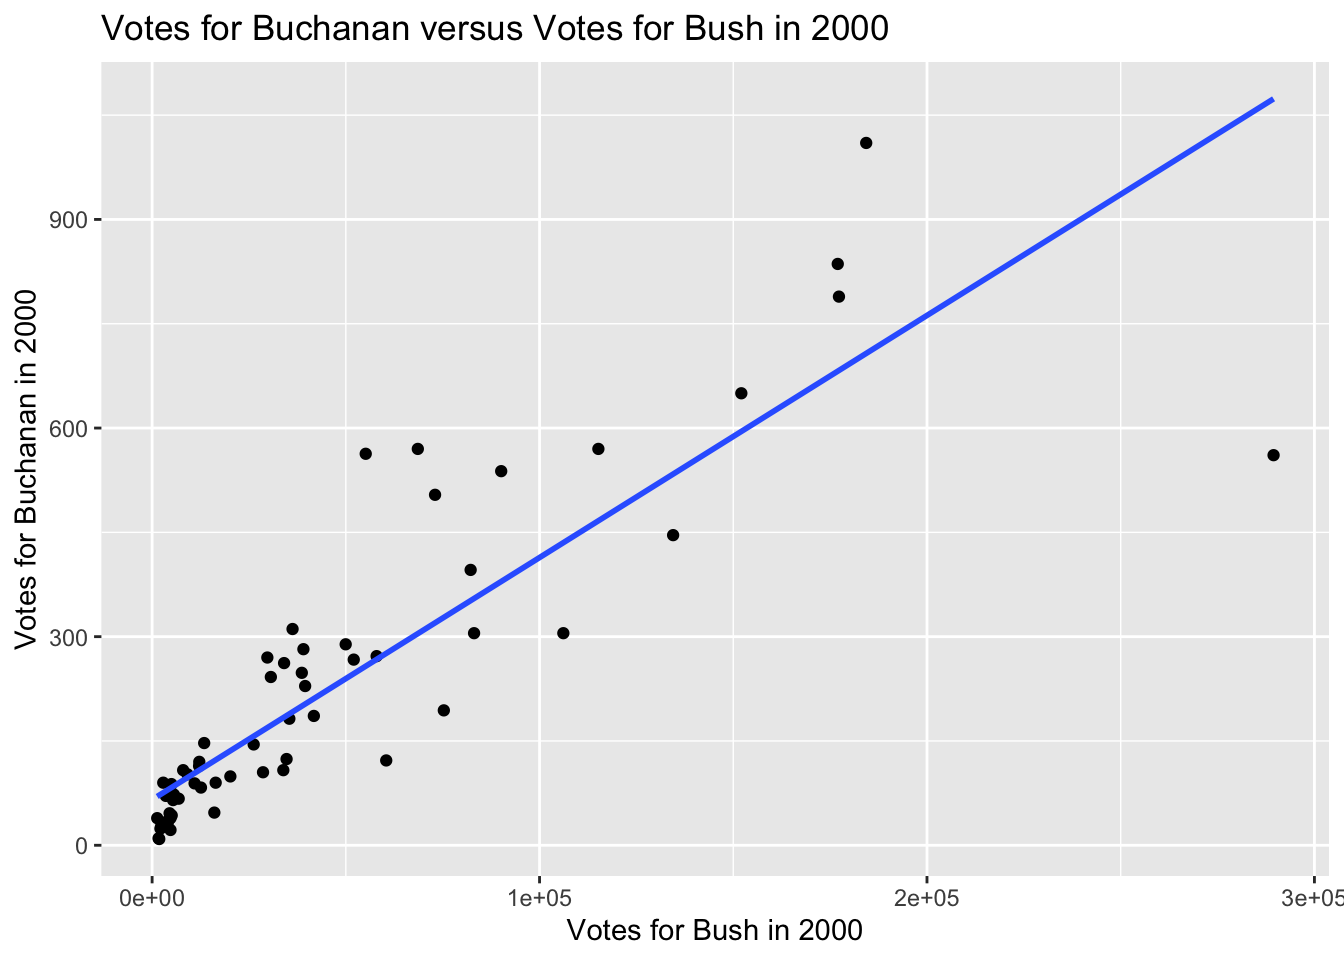 Votes for Buchanan versus Votes for Bush in 2000
Votes for Buchanan in 2000
900
600
300
0
0e+00 1e+05 2e+05 3e+05
Votes for Bush in 2000